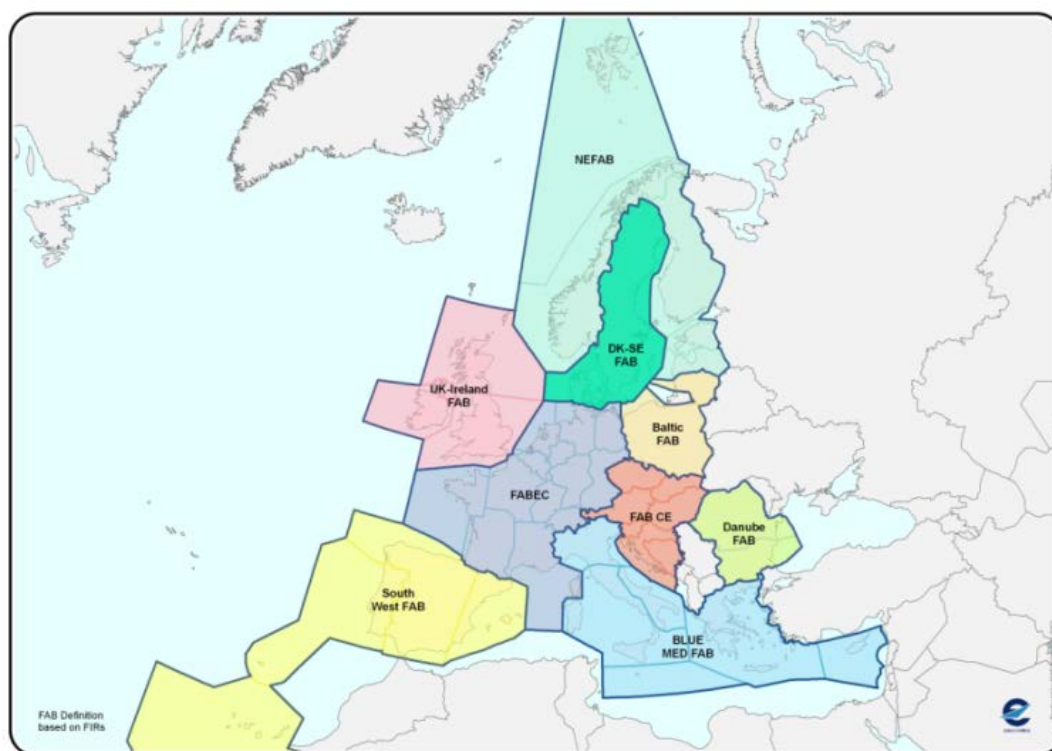 NEFAB
DK-SE
FAB
UK-Ireland
FAB
Baltic
FAB
FABEC
FAB CE
Danube
FAB
South
West FAB
BLUE
MED FAB
FAB Definition
based on FIRs